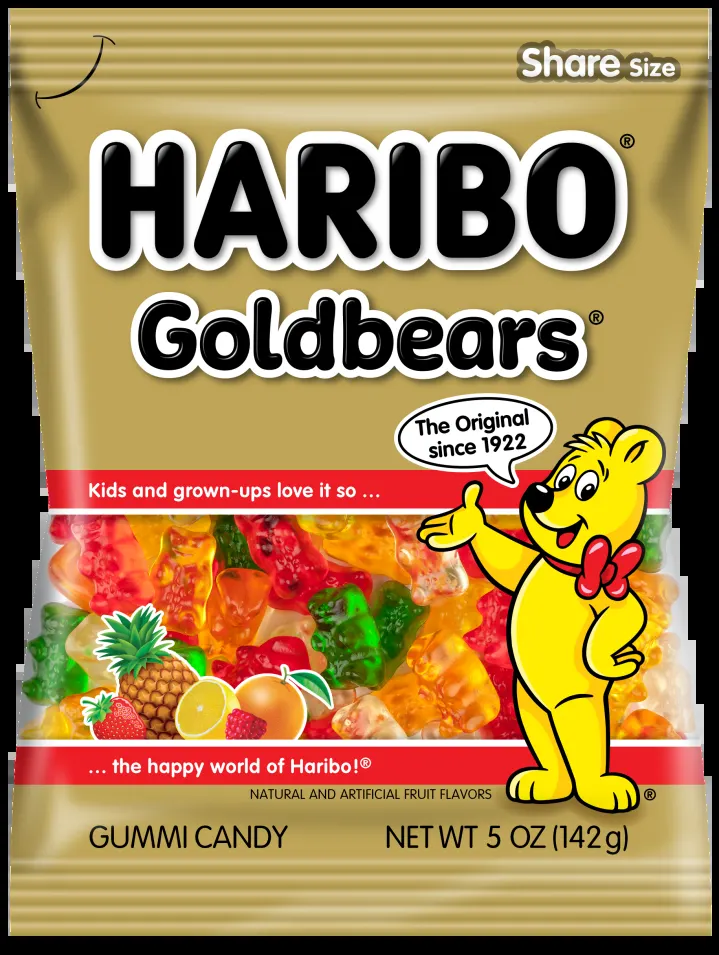 Share Size
HARIBO®
Goldbears®
The Original
since 1922
Kids and grown-ups love it so ...
... the happy world of Haribo!®
NATURAL AND ARTIFICIAL FRUIT FLAVORS
®
GUMMI CANDY
NET WT 5 OZ (142 g)